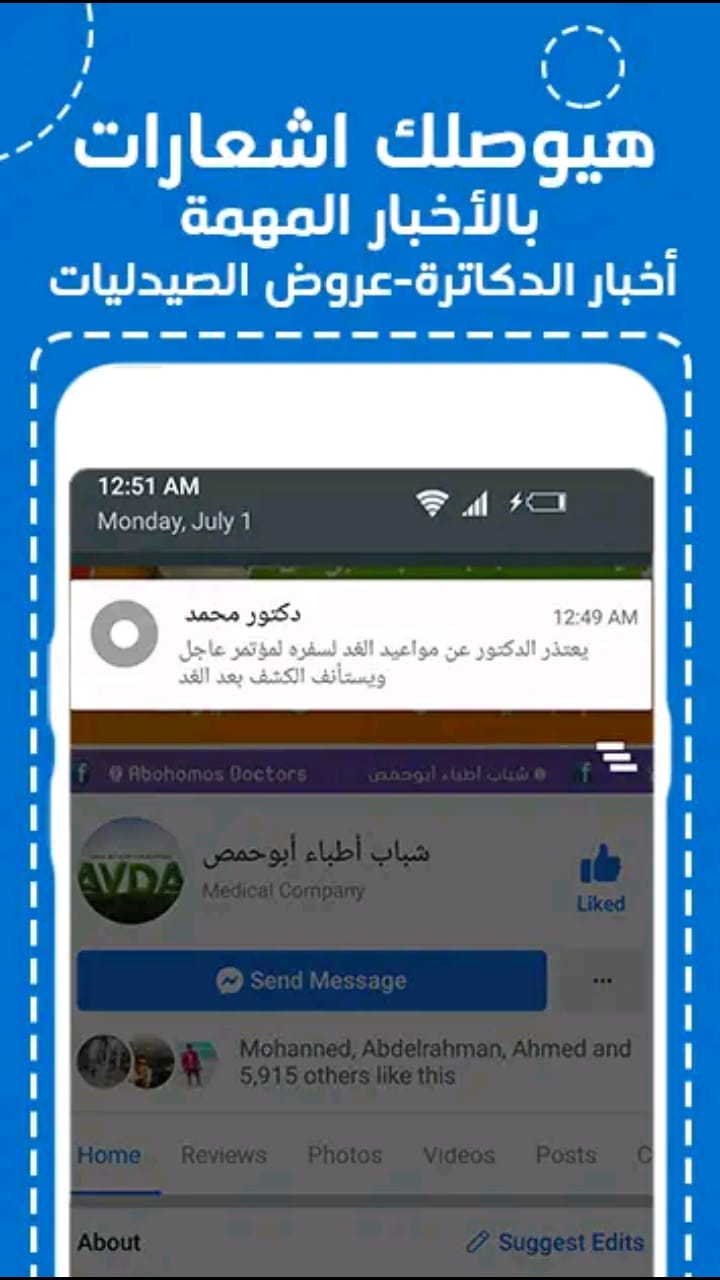 هيوصلك اشعارات
بالأخبار المهمة
أخبار الدكاترة-عروض الصيدليات
12:51 AM
Monday, July 1
دكتور محمد
12:49 AM
يعتذر الدكتور عن مواعيد الغد لسفره لمؤتمر عاجل
ويستأنف الكشف بعد الغد
f @ Abohomos Doctors
شباب أطباء أبوحمص
f
AVDA
شباب أطباء أبوحمص
Medical Company
Liked
Send Message
...
Mohanned, Abdelrahman, Ahmed and
5,915 others like this
Home Reviews Photos Videos Posts C
About
Suggest Edits